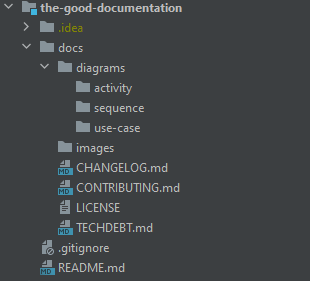 the-good-documentation
.idea
docs
diagrams
activity
sequence
use-case
images
CHANGELOG.md
CONTRIBUTING.md
LICENSE
TECHDEBT.md
.gitignore
README.md